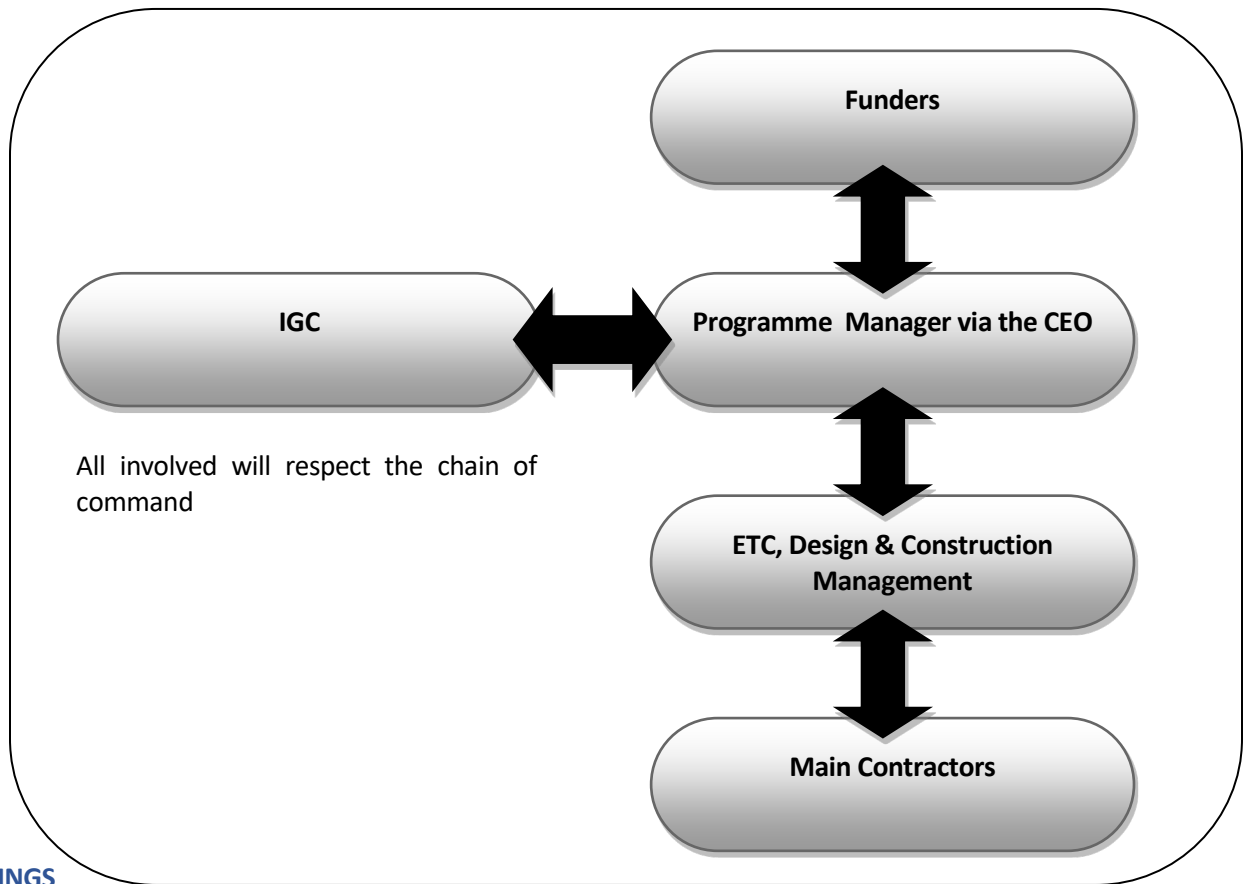 Funders
IGC
Programme Manager via the CEO
All involved will respect the chain of
command
ETC, Design & Construction
Management
Main Contractors